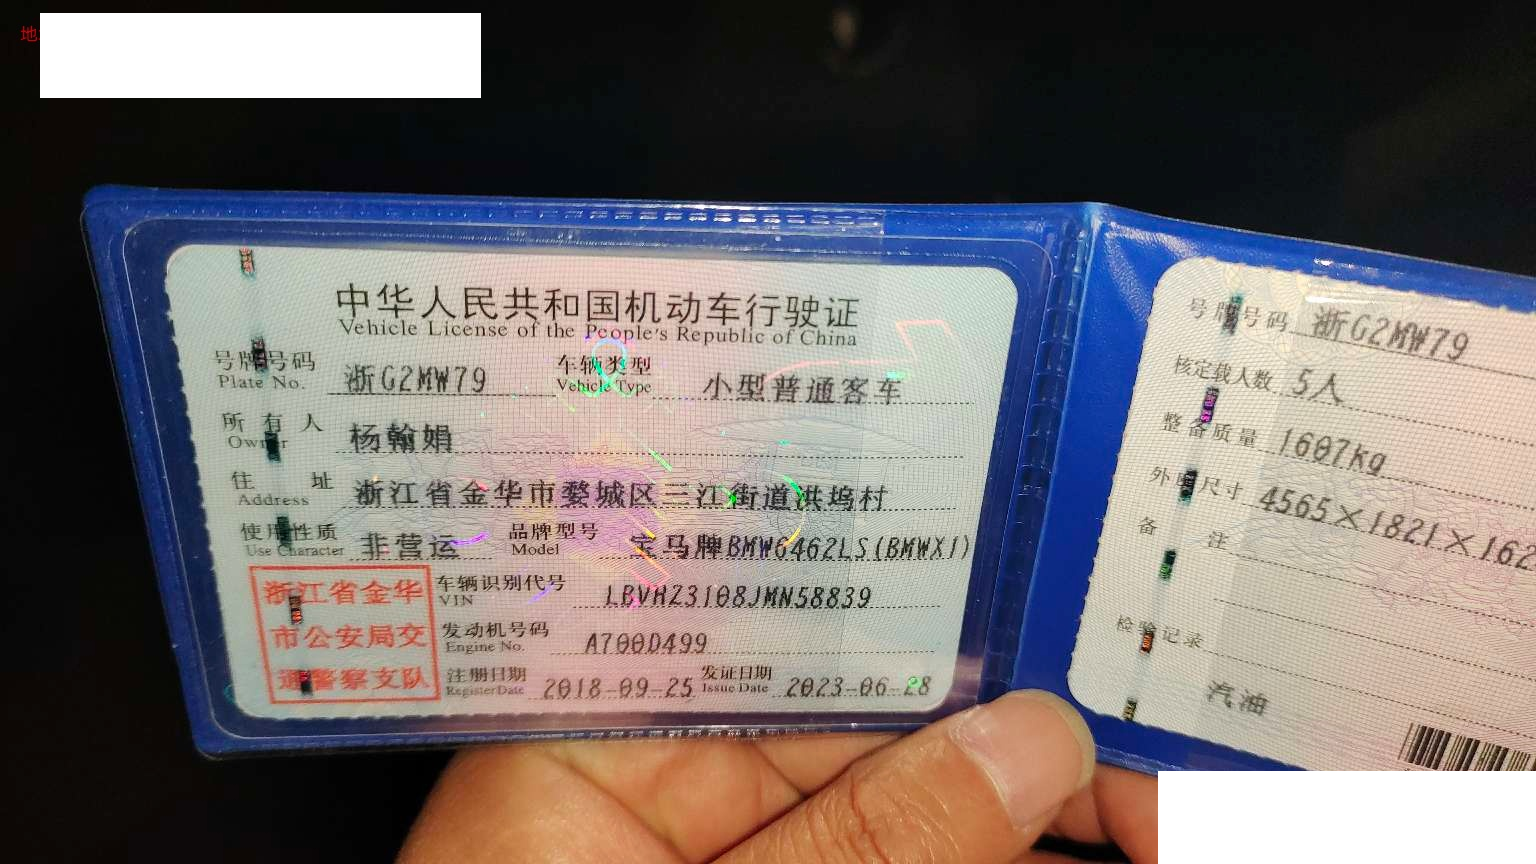 地
中华人民共和国机动车行驶证
Vehicle License of the People's Republic of China
号牌号码 浙G2MW79 车辆类型 小型普通客车
Plate No. Vehicle Type
所有人 杨翰娟
Owner
住址 浙江省金华市婺城区三江街道洪坞村
Address
使用性质 非营运 品牌型号 宝马牌BMW6462LS(BMWX1)
Use Character Model
浙江省金华
市公安局交
通警察支队
车辆识别代号 LBVHZ3108JMN58839
VIN
发动机号码 A700D499
Engine No.
注册日期 2018-09-25 发证日期 2023-06-28
Register Date Issue Date
号牌号码 浙G2MW79
核定载人数 5人
整备质量 1607kg
外廓尺寸 4565×1821×162
备注
检验记录
汽油